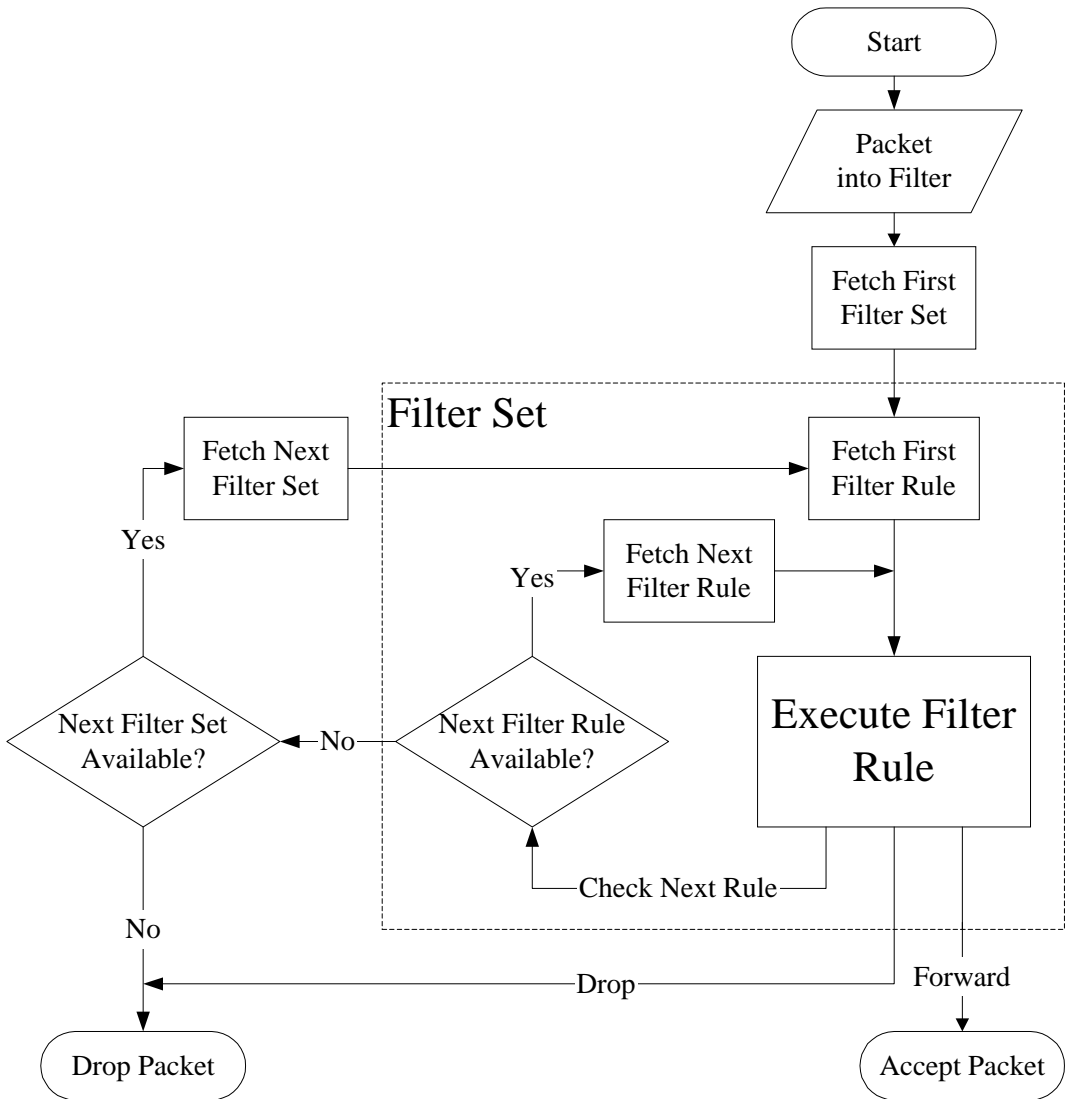 Start
Packet
into Filter
Fetch First
Filter Set
Filter Set
Fetch Next
Filter Set
Fetch First
Filter Rule
Yes
Fetch Next
Filter Rule
Yes
Next Filter Set
Available?
No
Next Filter Rule
Available?
Execute Filter
Rule
Check Next Rule
No
Drop
Forward
Drop Packet
Accept Packet